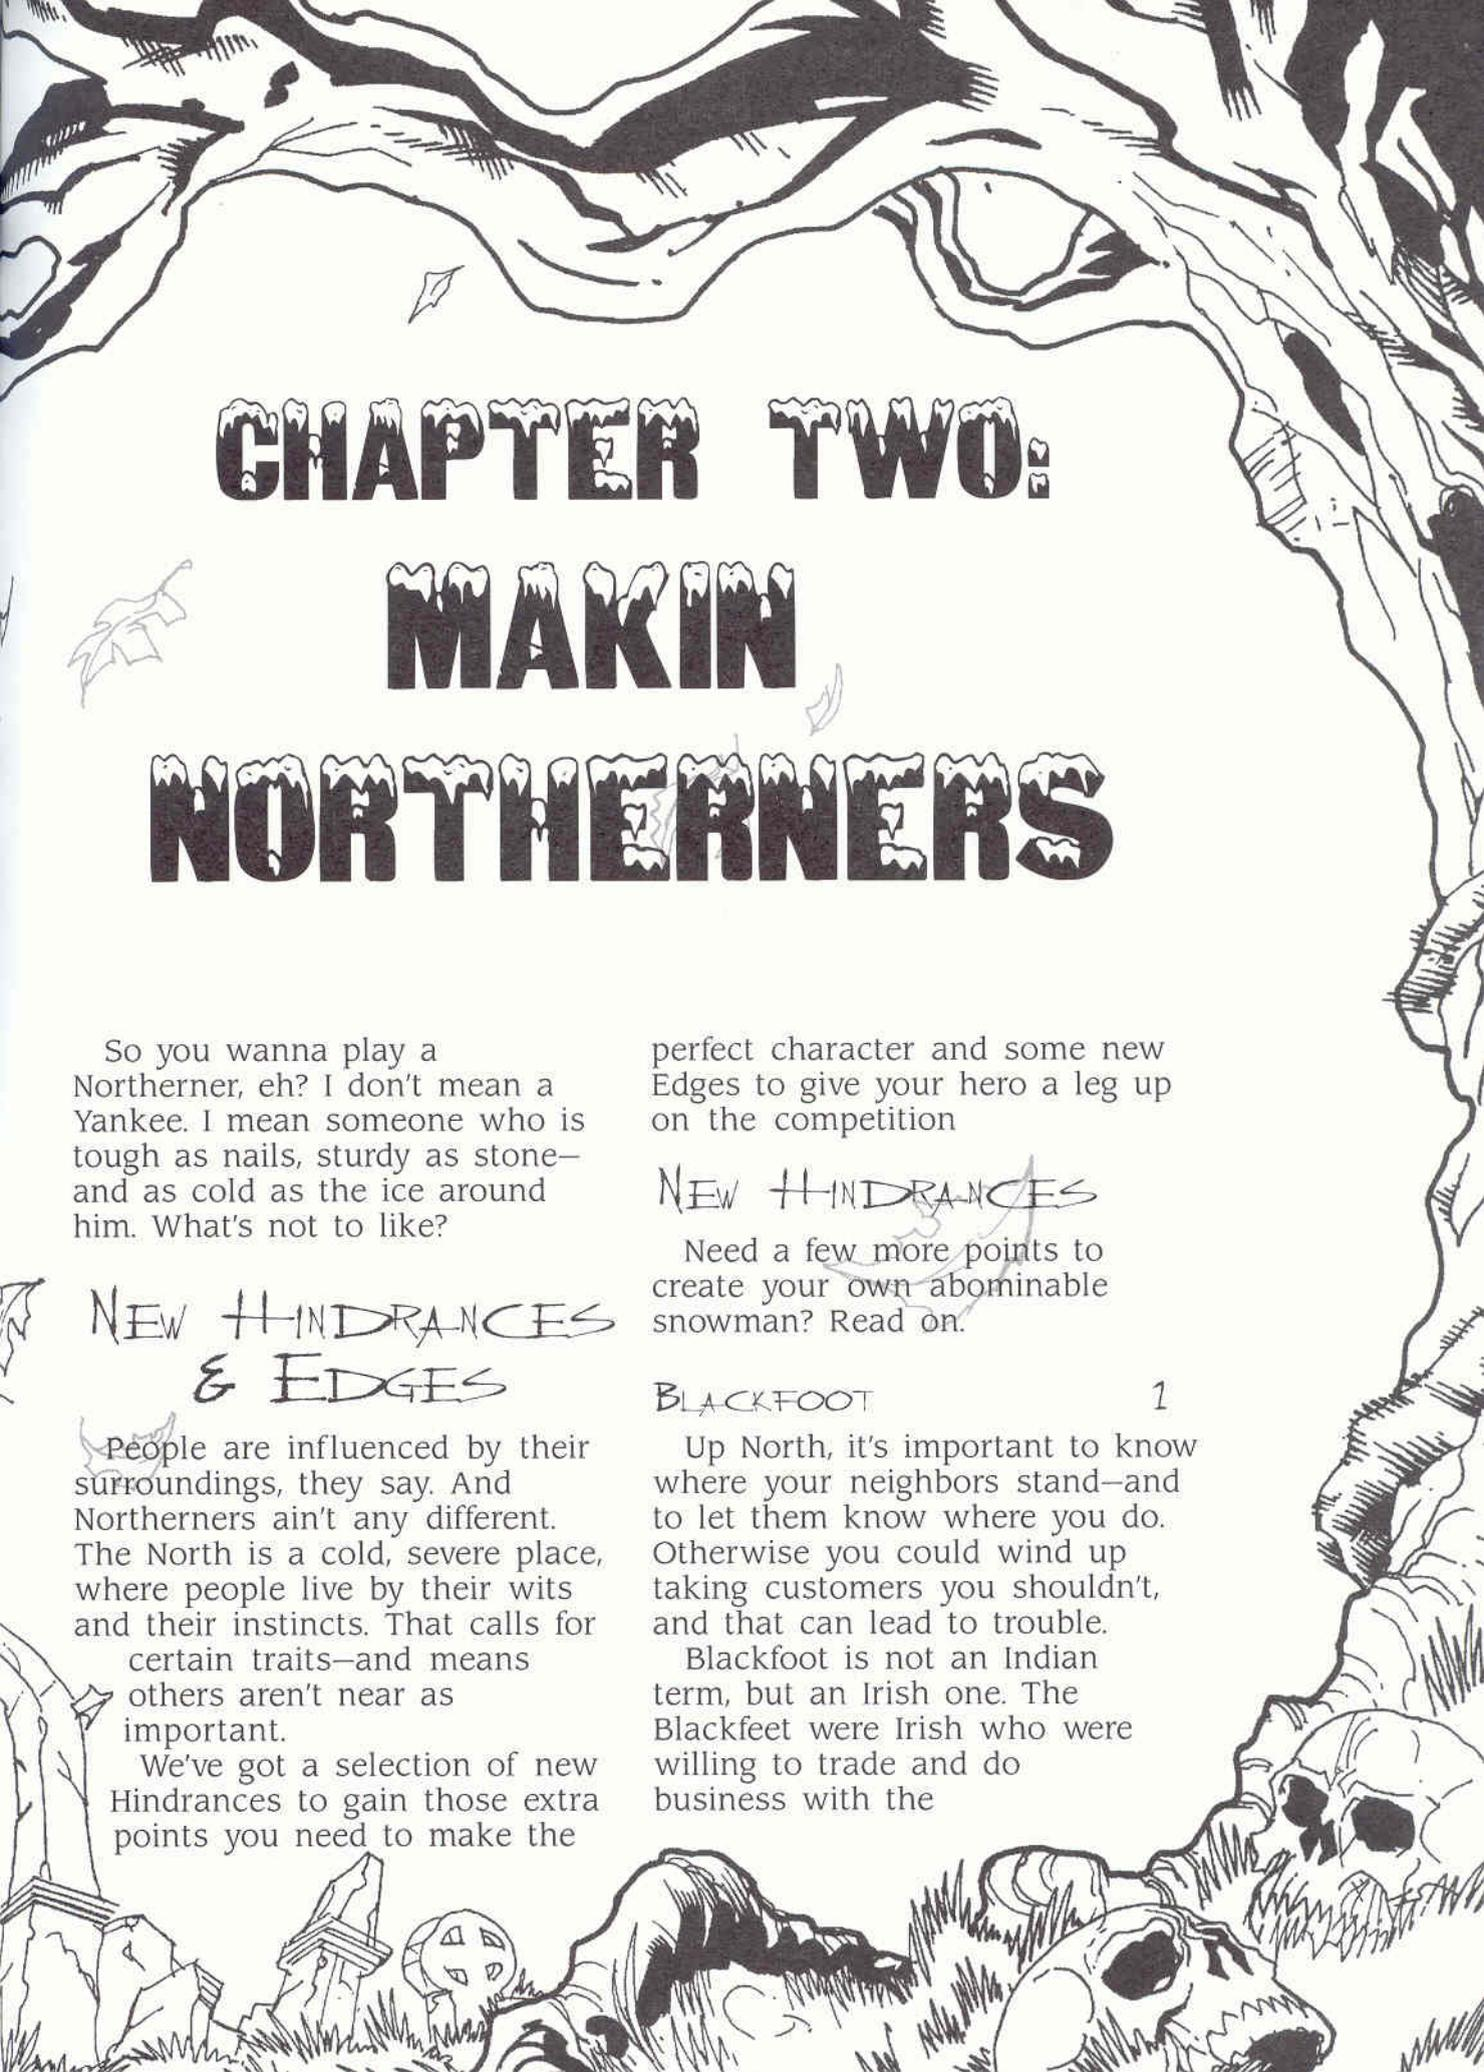 CHAPTER TWO:
MAKIN
NORTHERNERS
So you wanna play a
Northerner, eh? I don't mean a
Yankee. I mean someone who is
tough as nails, sturdy as stone—
and as cold as the ice around
him. What's not to like?
NEW HINDRANCES
& EDGES
People are influenced by their
surroundings, they say. And
Northerners ain't any different.
The North is a cold, severe place,
where people live by their wits
and their instincts. That calls for
certain traits—and means
others aren't near as
important.
We've got a selection of new
Hindrances to gain those extra
points you need to make the
perfect character and some new
Edges to give your hero a leg up
on the competition
NEW HINDRANCES
Need a few more points to
create your own abominable
snowman? Read on.
BLACKFOOT 1
Up North, it's important to know
where your neighbors stand—and
to let them know where you do.
Otherwise you could wind up
taking customers you shouldn't,
and that can lead to trouble.
Blackfoot is not an Indian
term, but an Irish one. The
Blackfeet were Irish who were
willing to trade and do
business with the